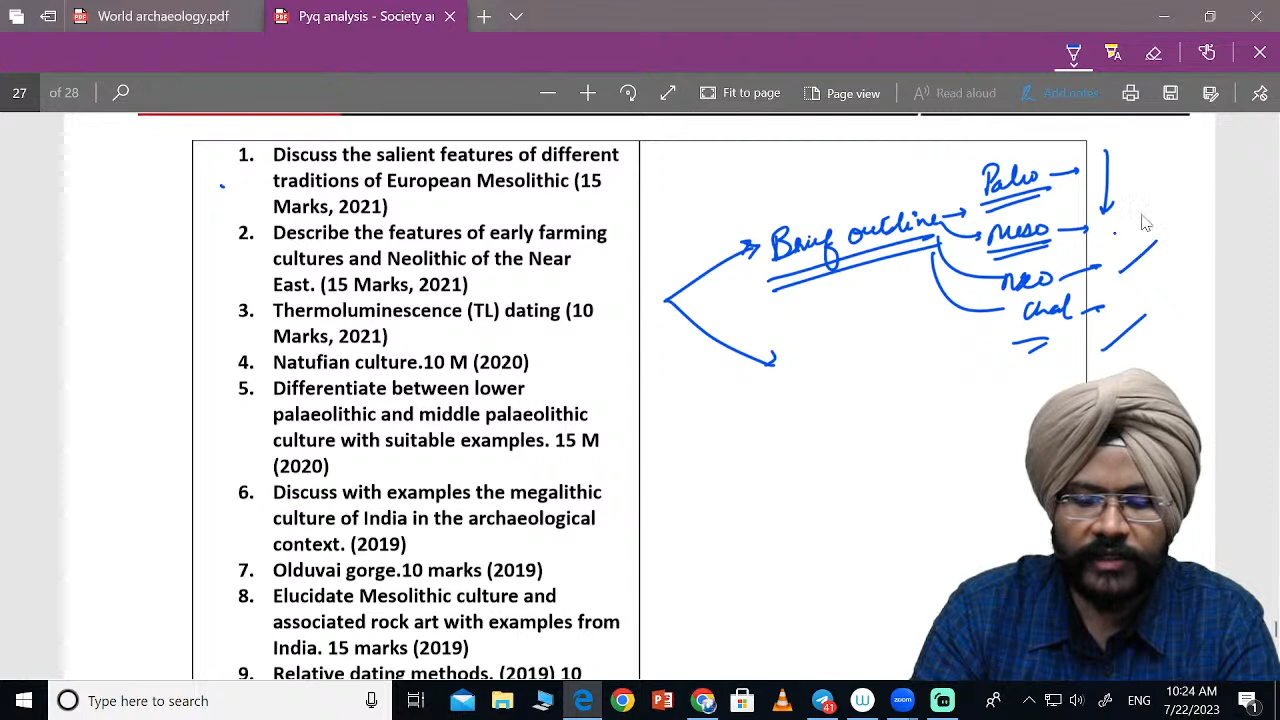 World archaeology.pdf
Pyq analysis - Society as
27 of 28
Fit to page
Page view
Read aloud
Add notes
1. Discuss the salient features of different
traditions of European Mesolithic (15
Marks, 2021)
2. Describe the features of early farming
cultures and Neolithic of the Near
East. (15 Marks, 2021)
3. Thermoluminescence (TL) dating (10
Marks, 2021)
4. Natufian culture.10 M (2020)
5. Differentiate between lower
palaeolithic and middle palaeolithic
culture with suitable examples. 15 M
(2020)
6. Discuss with examples the megalithic
culture of India in the archaeological
context. (2019)
7. Olduvai gorge.10 marks (2019)
8. Elucidate Mesolithic culture and
associated rock art with examples from
India. 15 marks (2019)
9. Relative dating methods. (2019) 10
Brief outline
Paleo
Meso
Neo
Chal
Type here to search
41
zoom
ENG
10:24 AM
7/22/2023